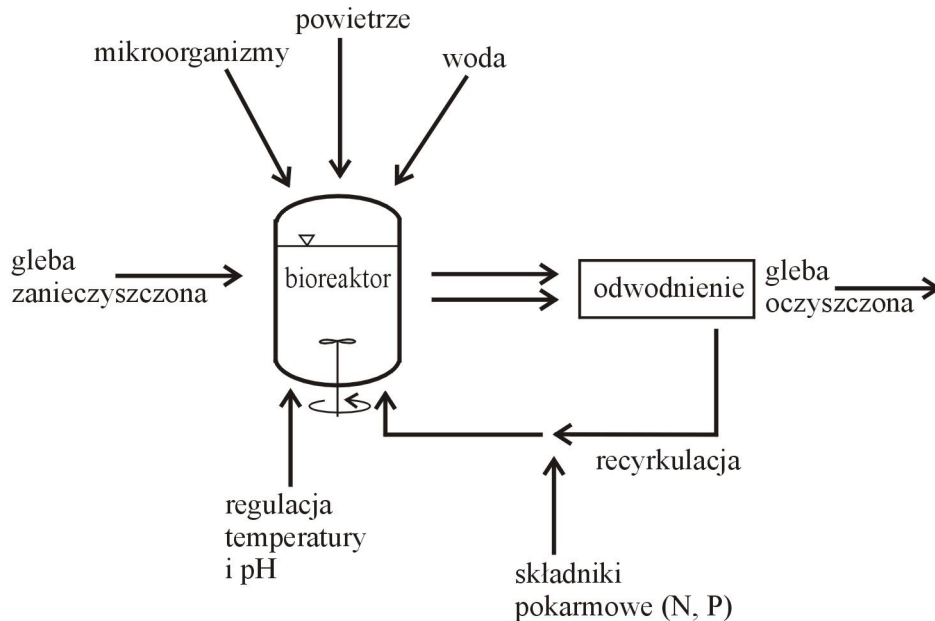 powietrze
mikroorganizmy
woda
gleba
zanieczyszczona
bioreaktor
odwodnienie
gleba
oczyszczona
recyrkulacja
regulacja
temperatury
i pH
składniki
pokarmowe (N, P)